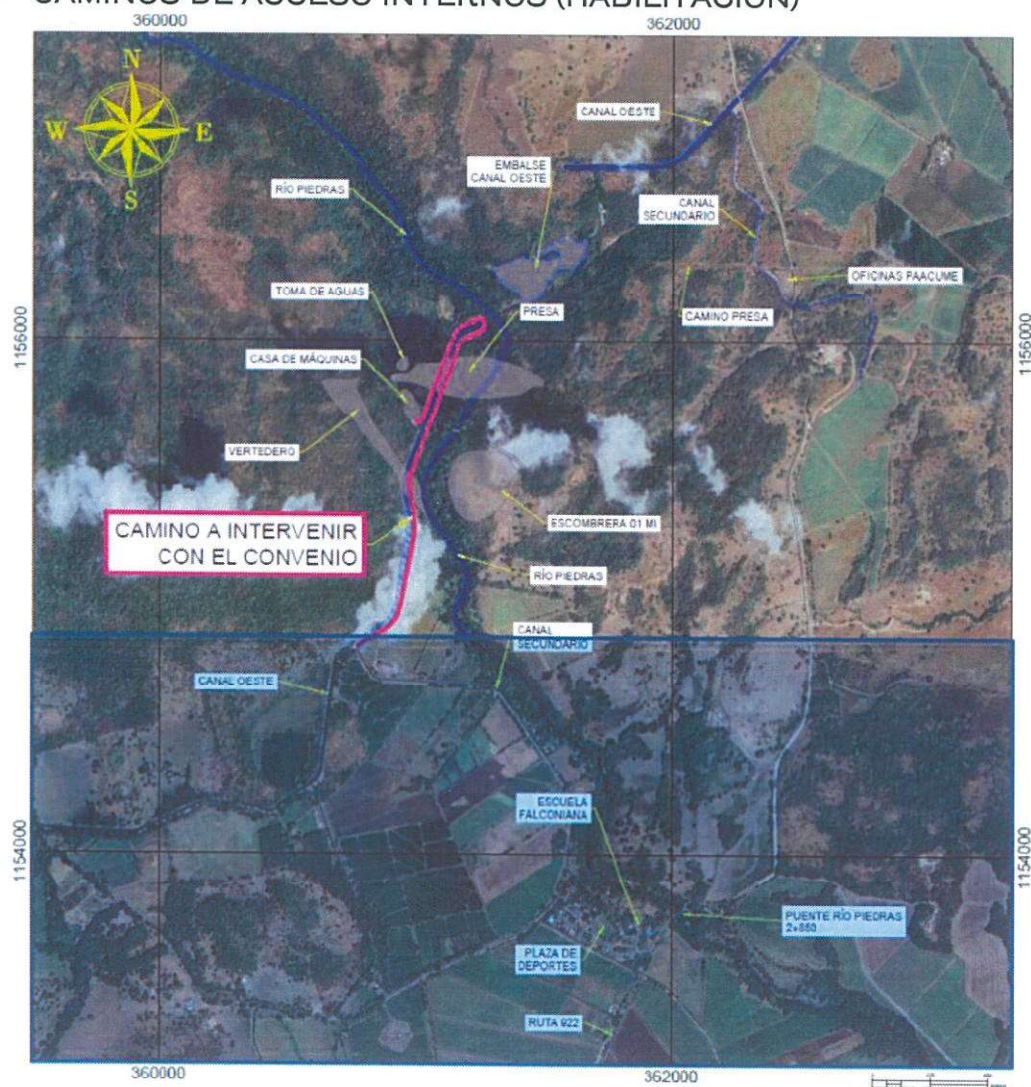 CAMINOS DE ACCESO INTERNOS (HABILITACIÓN)
360000
362000
N
W
E
S
CANAL OESTE
EMBALSE
CANAL OESTE
RÍO PIEDRAS
CANAL
SECUNDARIO
OFICINAS PAACUME
TOMA DE AGUAS
PRESA
CAMINO PRESA
1156000
1156000
CASA DE MÁQUINAS
VERTEDERO
ESCOMBRERA 01 MI
CAMINO A INTERVENIR
CON EL CONVENIO
RÍO PIEDRAS
CANAL
SECUNDARIO
CANAL OESTE
ESCUELA
FALCONIANA
1154000
1154000
PUENTE RÍO PIEDRAS
2+850
PLAZA DE
DEPORTES
RUTA 922
360000
362000